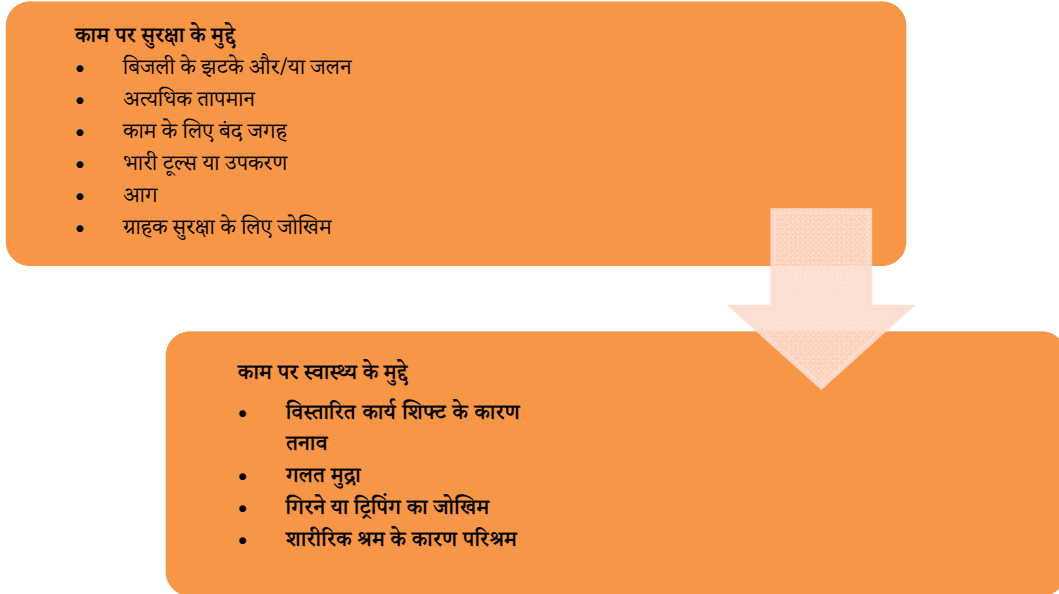 काम पर सुरक्षा के मुद्दे
• बिजली के झटके और/या जलन
• अत्यधिक तापमान
• काम के लिए बंद जगह
• भारी टूल्स या उपकरण
• आग
• ग्राहक सुरक्षा के लिए जोखिम
काम पर स्वास्थ्य के मुद्दे
• विस्तारित कार्य शिफ्ट के कारण
तनाव
• गलत मुद्रा
• गिरने या ट्रिपिंग का जोखिम
• शारीरिक श्रम के कारण परिश्रम